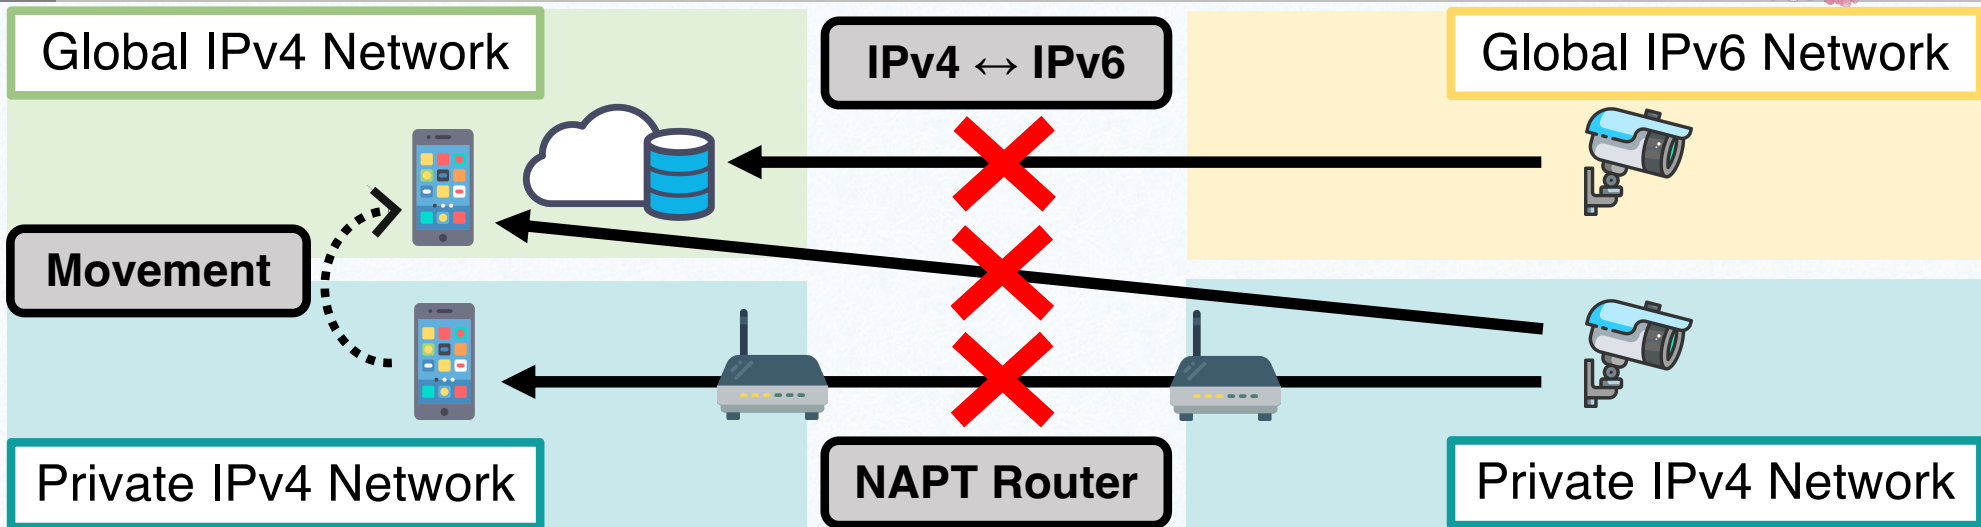 Global IPv4 Network
IPv4 ↔ IPv6
Global IPv6 Network
Movement
Private IPv4 Network
NAPT Router
Private IPv4 Network